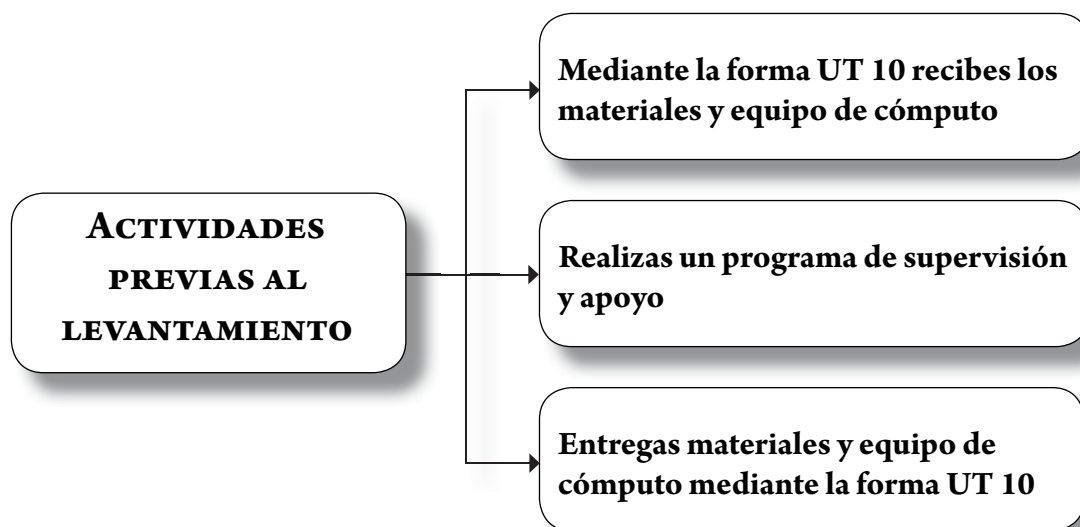 ACTIVIDADES
PREVIAS AL
LEVANTAMIENTO
Mediante la forma UT 10 recibes los
materiales y equipo de cómputo
Realizas un programa de supervisión
y apoyo
Entregas materiales y equipo de
cómputo mediante la forma UT 10